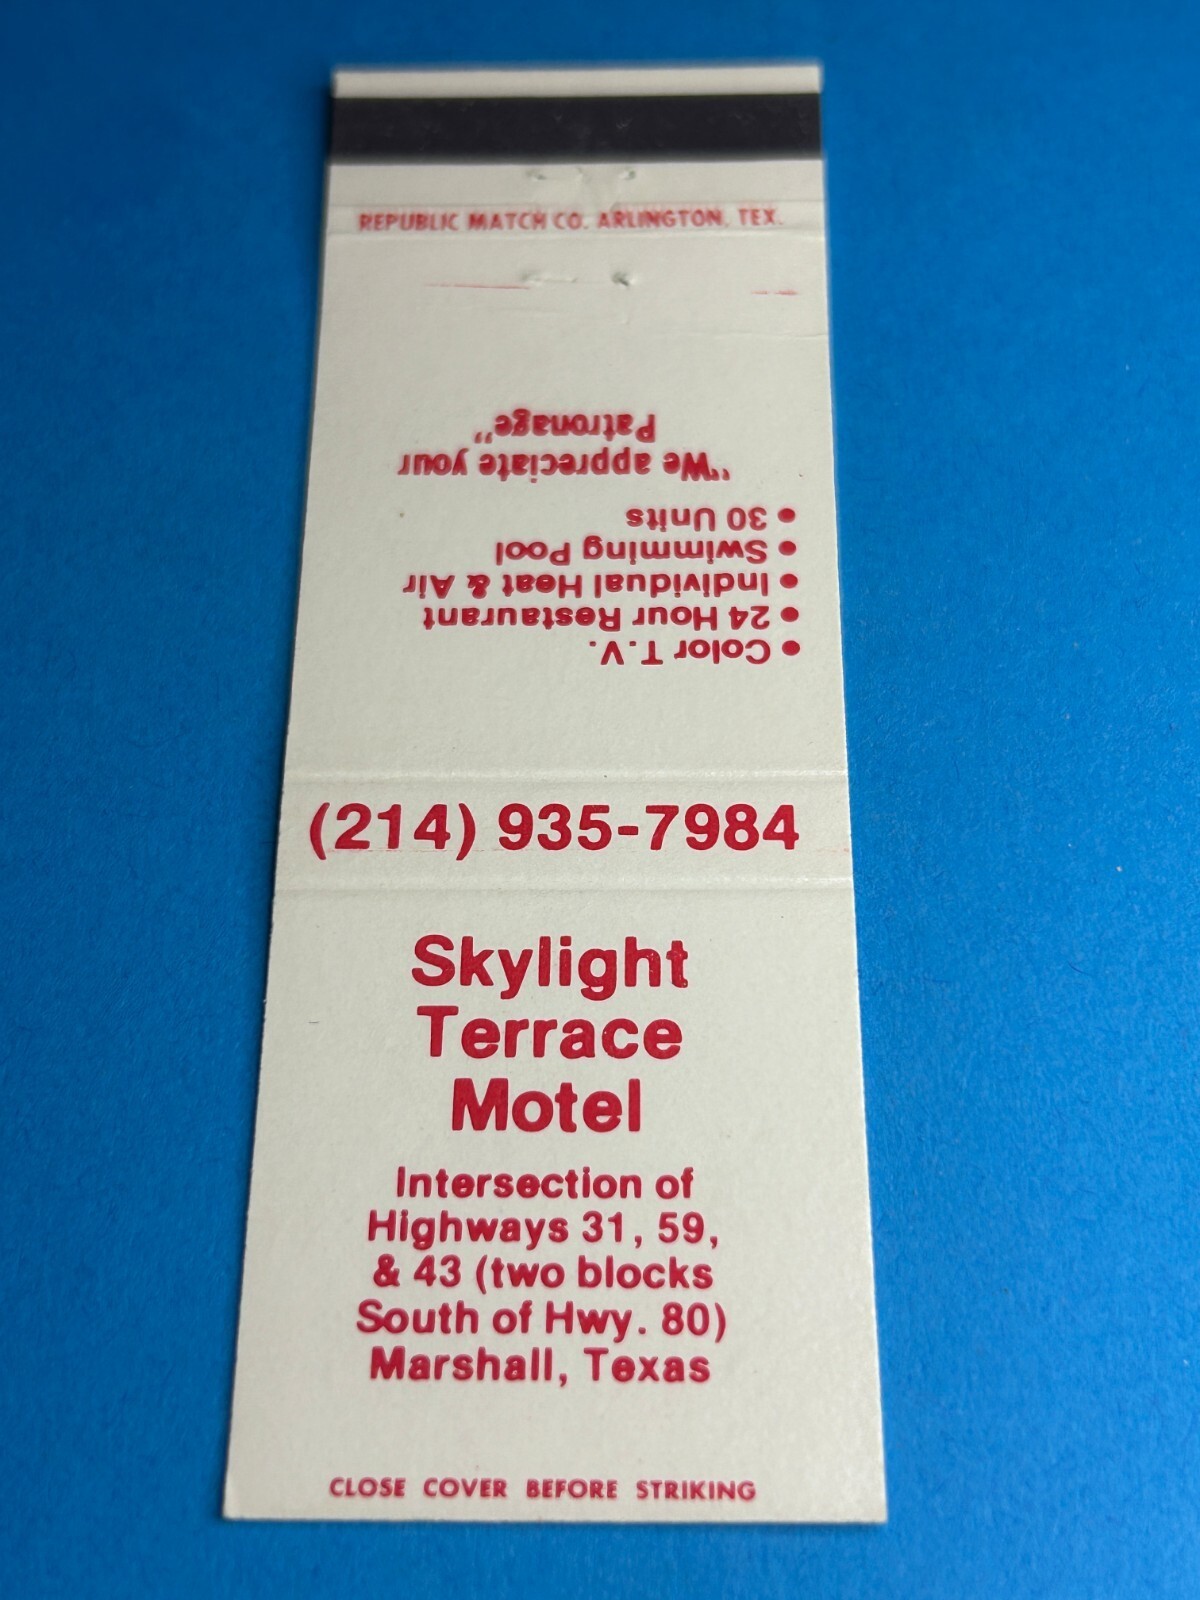 REPUBLIC MATCH CO. ARLINGTON, TEX.
• Color T.V.
• 24 Hour Restaurant
• Individual Heat & Air
• Swimming Pool
• 30 Units
"We appreciate your
Patronage"
(214) 935-7984
Skylight
Terrace
Motel
Intersection of
Highways 31, 59,
& 43 (two blocks
South of Hwy. 80)
Marshall, Texas
CLOSE COVER BEFORE STRIKING